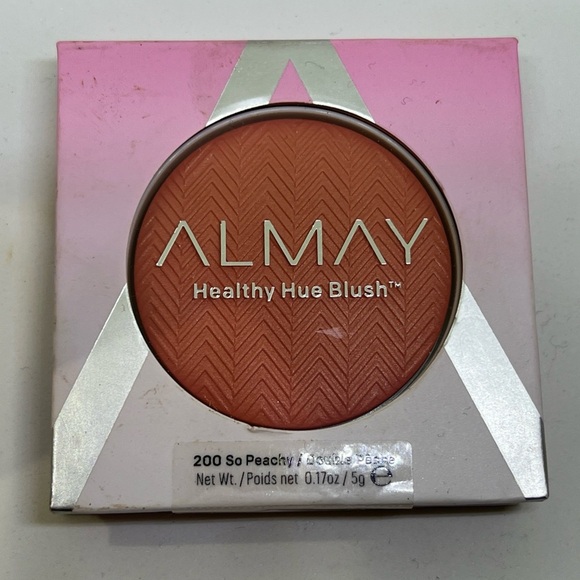 ALMAY
Healthy Hue Blush™
200 So Peachy / Double Pêche
Net Wt./Poids net 0.17oz / 5g ℮